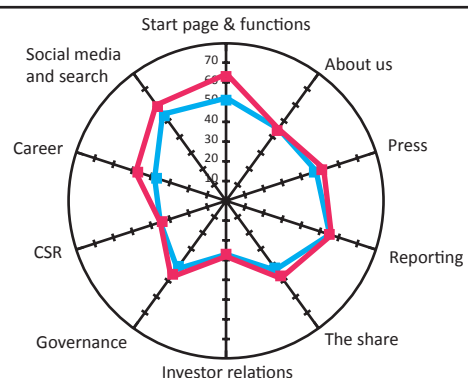 Start page & functions
Social media
and search
About us
70
60
50
40
30
20
10
Career
Press
CSR
Reporting
Governance
The share
Investor relations